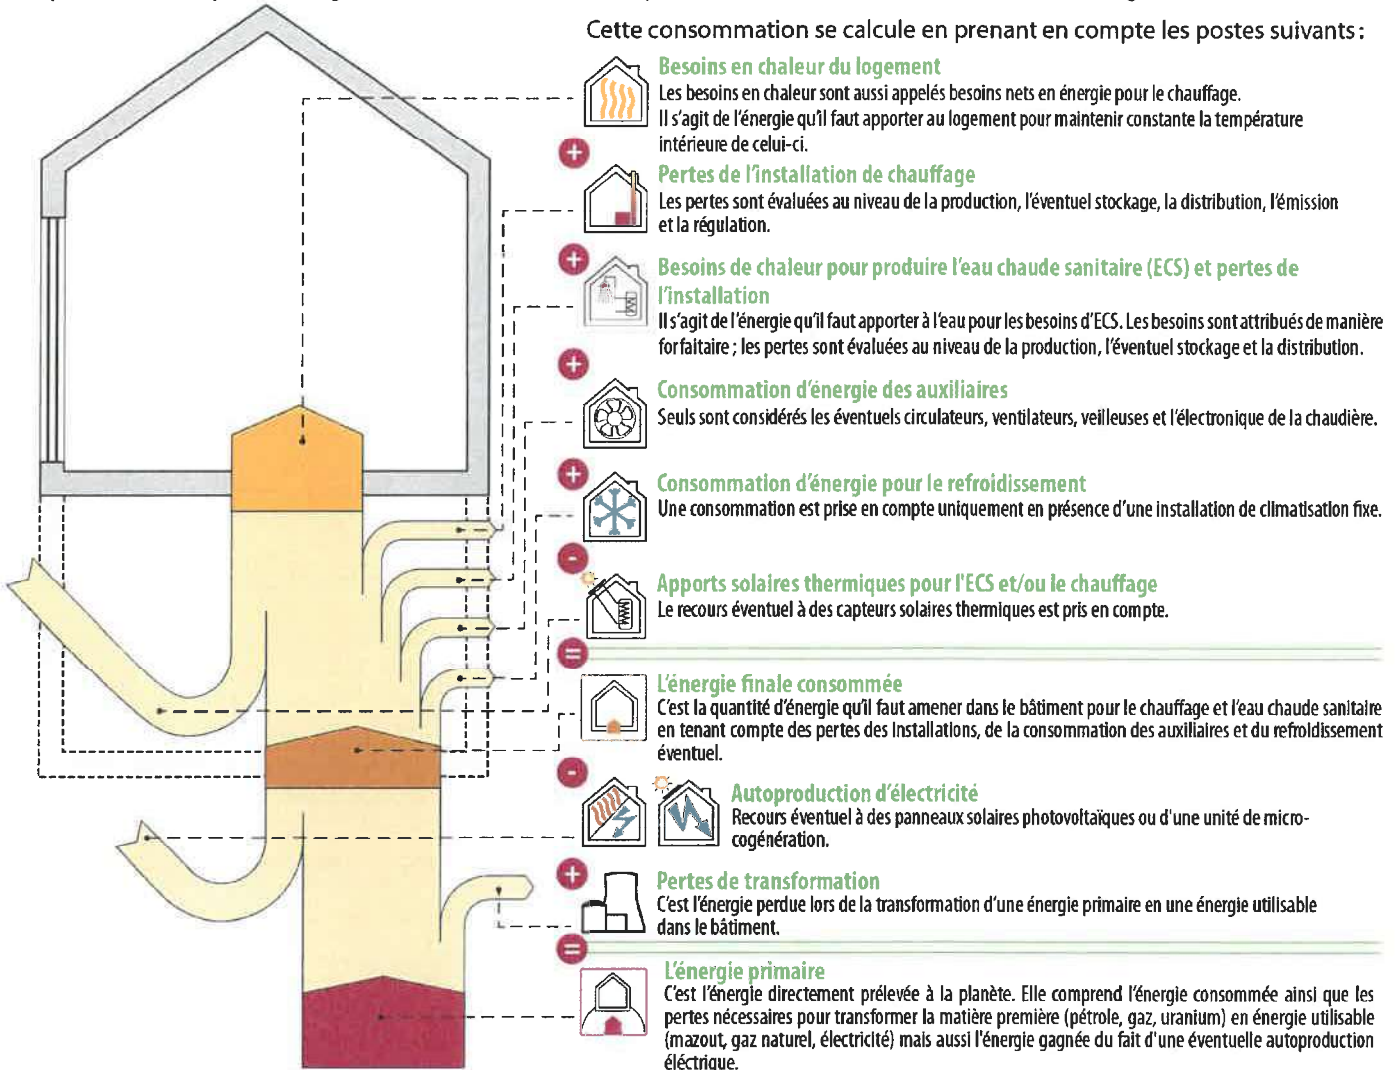 Cette consommation se calcule en prenant en compte les postes suivants :
Besoins en chaleur du logement
Les besoins en chaleur sont aussi appelés besoins nets en énergie pour le chauffage.
Il s'agit de l'énergie qu'il faut apporter au logement pour maintenir constante la température
intérieure de celui-ci.
+
Pertes de l'installation de chauffage
Les pertes sont évaluées au niveau de la production, l'éventuel stockage, la distribution, l'émission
et la régulation.
+
Besoins de chaleur pour produire l'eau chaude sanitaire (ECS) et pertes de
l'installation
Il s'agit de l'énergie qu'il faut apporter à l'eau pour les besoins d'ECS. Les besoins sont attribués de manière
forfaitaire ; les pertes sont évaluées au niveau de la production, l'éventuel stockage et la distribution.
+
Consommation d'énergie des auxiliaires
Seuls sont considérés les éventuels circulateurs, ventilateurs, veilleuses et l'électronique de la chaudière.
+
Consommation d'énergie pour le refroidissement
Une consommation est prise en compte uniquement en présence d'une installation de climatisation fixe.
-
Apports solaires thermiques pour l'ECS et/ou le chauffage
Le recours éventuel à des capteurs solaires thermiques est pris en compte.
=
L'énergie finale consommée
C'est la quantité d'énergie qu'il faut amener dans le bâtiment pour le chauffage et l'eau chaude sanitaire
en tenant compte des pertes des installations, de la consommation des auxiliaires et du refroidissement
éventuel.
-
Autoproduction d'électricité
Recours éventuel à des panneaux solaires photovoltaïques ou d'une unité de micro-
cogénération.
+
Pertes de transformation
C'est l'énergie perdue lors de la transformation d'une énergie primaire en une énergie utilisable
dans le bâtiment.
=
L'énergie primaire
C'est l'énergie directement prélevée à la planète. Elle comprend l'énergie consommée ainsi que les
pertes nécessaires pour transformer la matière première (pétrole, gaz, uranium) en énergie utilisable
(mazout, gaz naturel, électricité) mais aussi l'énergie gagnée du fait d'une éventuelle autoproduction
éléctrique.